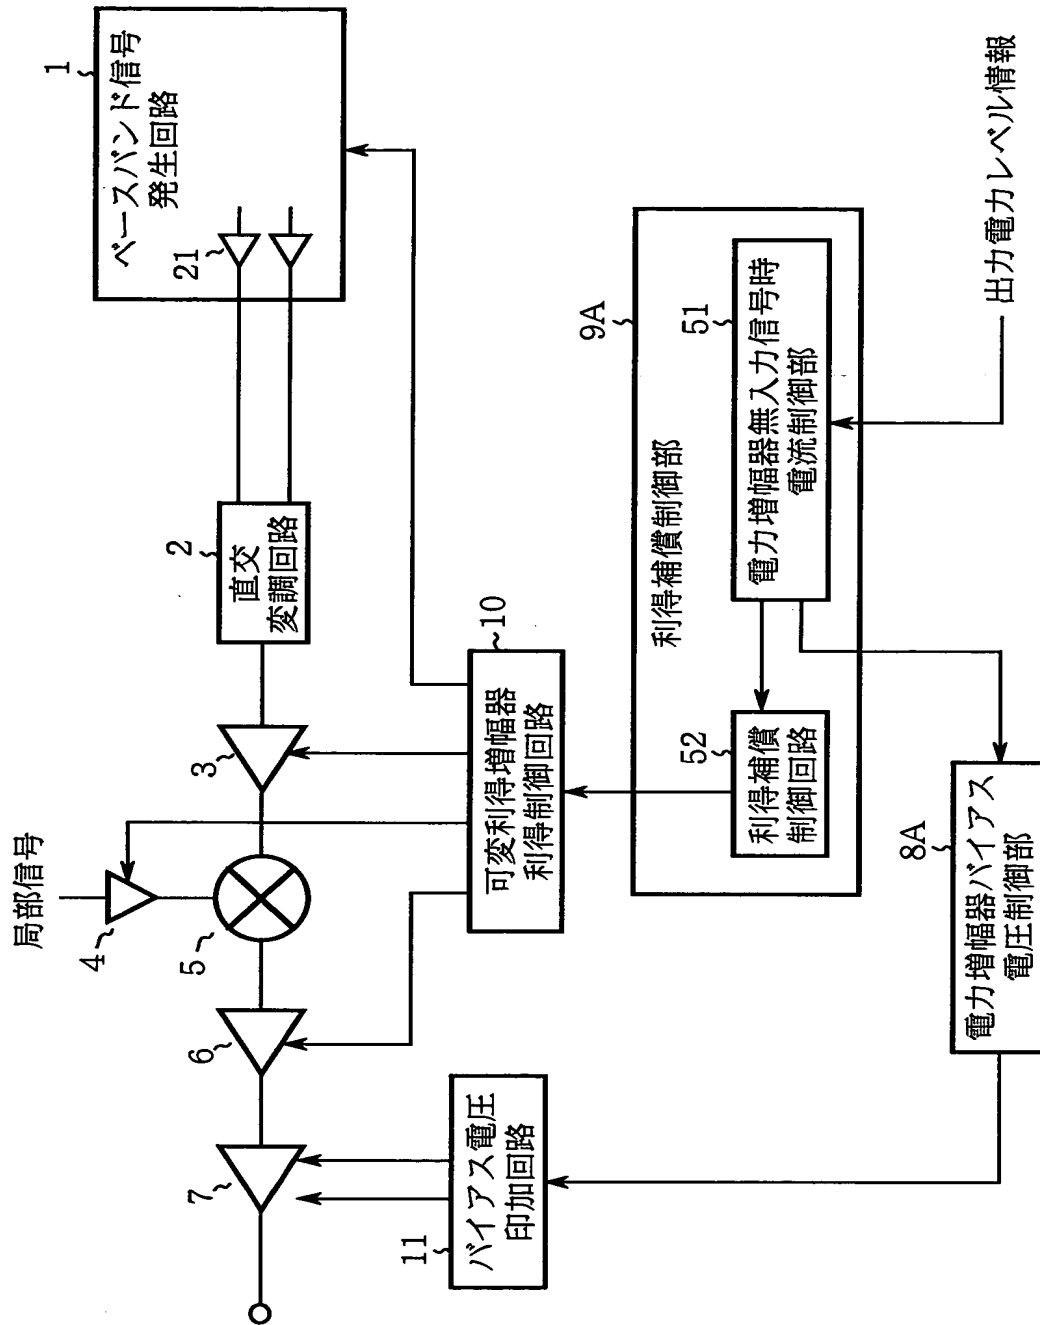 1
ベースバンド信号
発生回路
21
2
直交
変調回路
3
局部信号
4
5
6
7
10
可変利得増幅器
利得制御回路
11
バイアス電圧
印加回路
9A
利得補償制御部
51
電力増幅器無入力信号時
電流制御部
52
利得補償
制御回路
8A
電力増幅器バイアス
電圧制御部
出力電力レベル情報